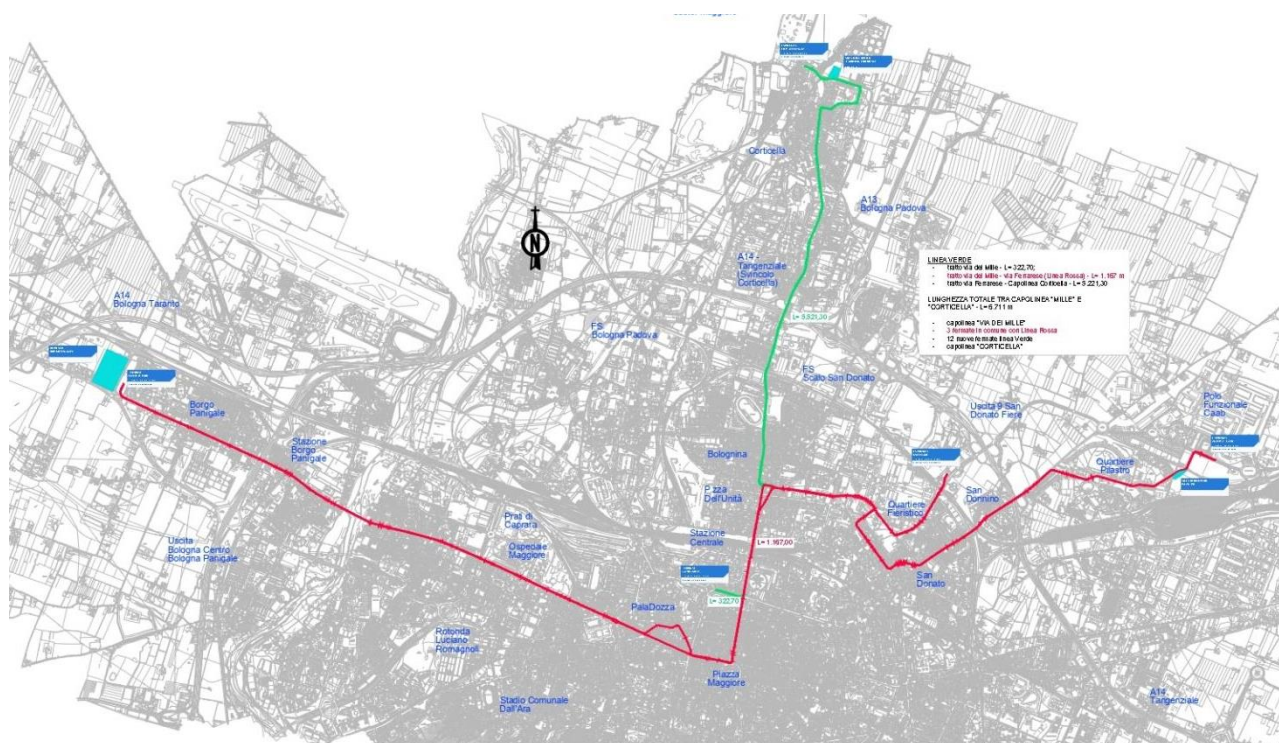 Corticella
A13
Bologna Padova
A14 -
Tangenziale
(Svincolo
Corticella)
LINEA VERDE
- tratto via dei Mille - L= 322,70;
- tratto via dei Mille - via Ferrarese (Linea Rossa) - L= 1.167 m
- tratto via Ferrarese - Capolinea Corticella - L= 5.221,30
LUNGHEZZA TOTALE TRA CAPOLINEA "MILLE" E
"CORTICELLA" - L= 6.711 m
- capolinea "VIA DEI MILLE"
- 3 fermate in comune con Linea Rossa
- 12 nuove fermate linea Verde
- capolinea "CORTICELLA"
A14
Bologna Taranto
N
FS
Bologna Padova
L= 5.221,30
FS
Scalo San Donato
Borgo
Panigale
Stazione
Borgo
Panigale
Uscita 9 San
Donato Fiere
Polo
Funzionale
Caab
Bolognina
Quartiere
Pilastro
P.zza
Dell'Unità
Quartiere
Fieristico
San
Donnino
Prati di
Caprara
Ospedale
Maggiore
Stazione
Centrale
L= 1.167,00
Uscita
Bologna Centro
Bologna Panigale
San
Donato
L= 322,70
PalaDozza
Rotonda
Luciano
Romagnoli
Piazza
Maggiore
Stadio Comunale
Dall'Ara
A14
Tangenziale